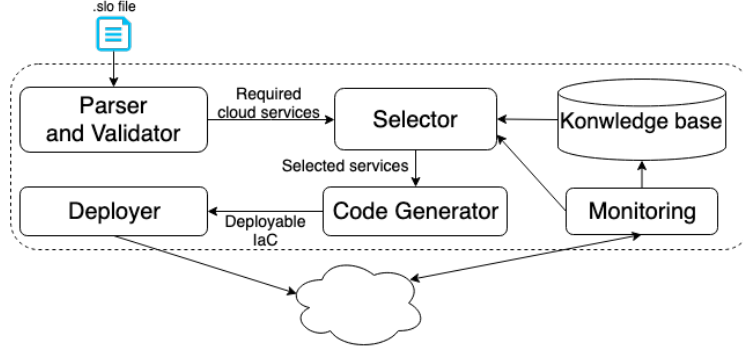 .slo file
Parser
and Validator
Required
cloud services
Selector
Konwledge base
Selected services
Deployer
Deployable
IaC
Code Generator
Monitoring